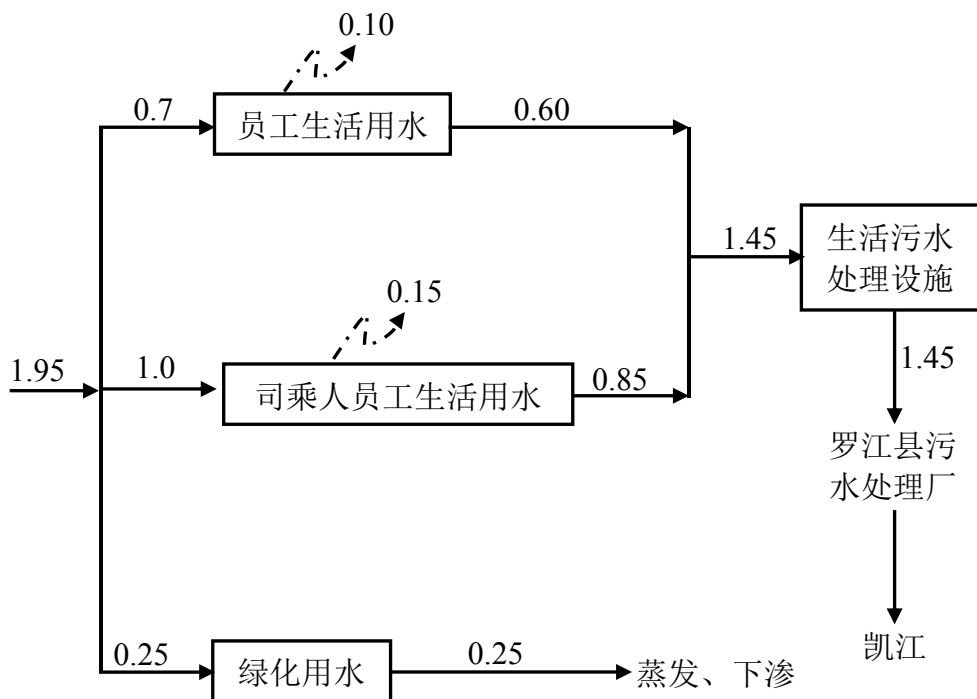 0.10
0.7
员工生活用水
0.60
1.45
生活污水
处理设施
0.15
1.95
1.0
司乘人员工生活用水
0.85
1.45
罗江县污
水处理厂
0.25
绿化用水
0.25
蒸发、下渗
凯江